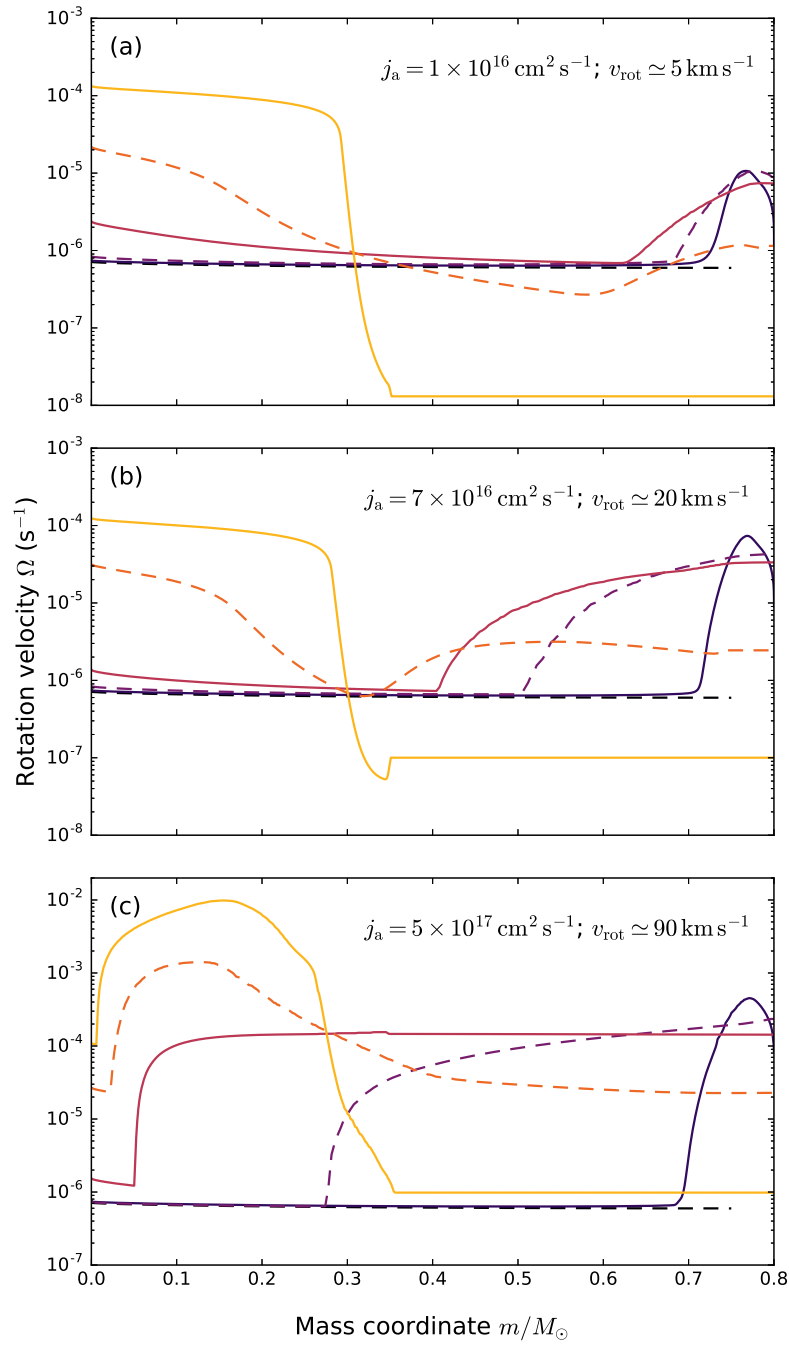 (a)
j_a = 1 × 10^16 cm^2 s^−1; v_rot ≃ 5 km s^−1
10^-3
10^-4
10^-5
10^-6
10^-7
10^-8
(b)
j_a = 7 × 10^16 cm^2 s^−1; v_rot ≃ 20 km s^−1
10^-3
10^-4
10^-5
10^-6
10^-7
10^-8
Rotation velocity Ω (s^−1)
(c)
j_a = 5 × 10^17 cm^2 s^−1; v_rot ≃ 90 km s^−1
10^-2
10^-3
10^-4
10^-5
10^-6
10^-7
0.0 0.1 0.2 0.3 0.4 0.5 0.6 0.7 0.8
Mass coordinate m/M_⊙